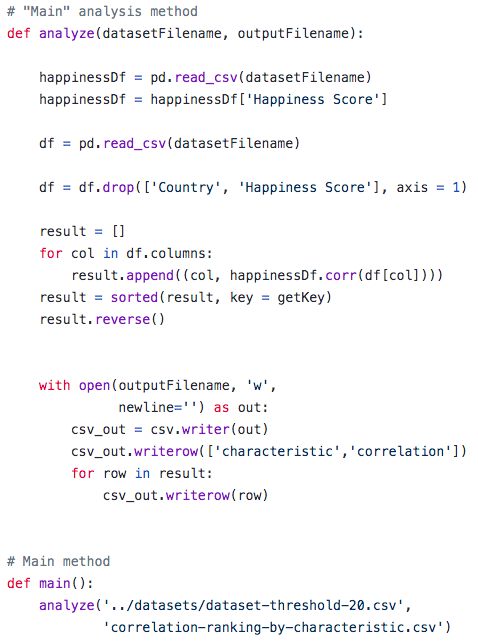 # "Main" analysis method
def analyze(datasetFilename, outputFilename):
    happinessDf = pd.read_csv(datasetFilename)
    happinessDf = happinessDf['Happiness Score']
    df = pd.read_csv(datasetFilename)
    df = df.drop(['Country', 'Happiness Score'], axis = 1)
    result = []
    for col in df.columns:
        result.append((col, happinessDf.corr(df[col])))
    result = sorted(result, key = getKey)
    result.reverse()
    with open(outputFilename, 'w',
              newline='') as out:
        csv_out = csv.writer(out)
        csv_out.writerow(['characteristic','correlation'])
        for row in result:
            csv_out.writerow(row)
# Main method
def main():
    analyze('../datasets/dataset-threshold-20.csv',
            'correlation-ranking-by-characteristic.csv')